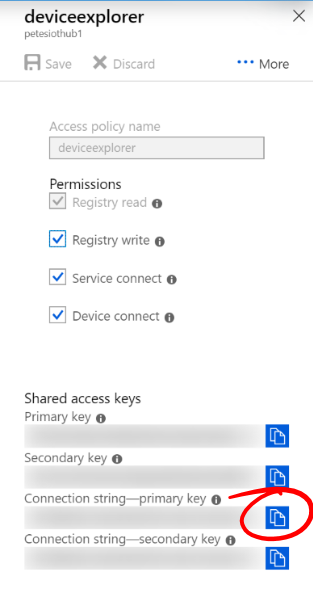 deviceexplorer
petesiothub1
Save Discard More
Access policy name
deviceexplorer
Permissions
Registry read
Registry write
Service connect
Device connect
Shared access keys
Primary key
Secondary key
Connection string—primary key
Connection string—secondary key